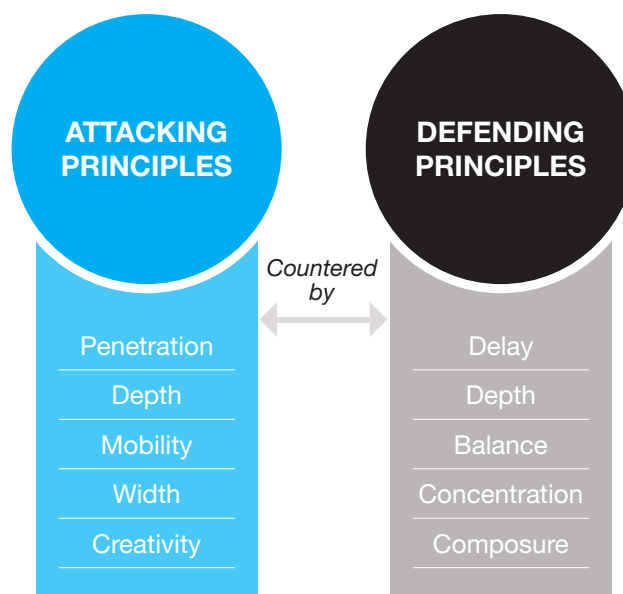 ATTACKING
PRINCIPLES
DEFENDING
PRINCIPLES
Countered
by
Penetration
Depth
Mobility
Width
Creativity
Delay
Depth
Balance
Concentration
Composure